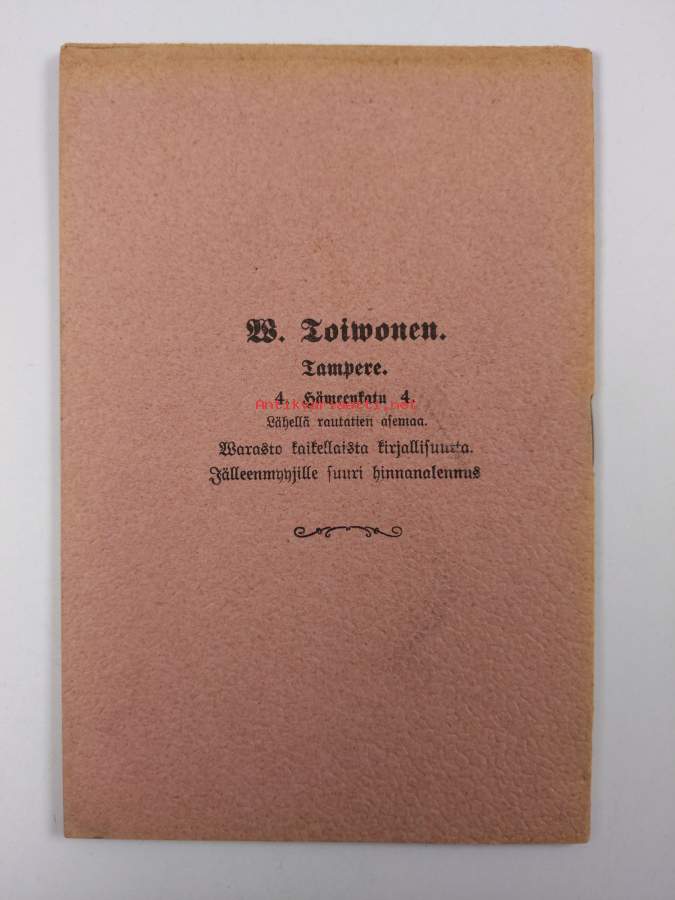 W. Toiwonen.
Tampere.
4. Hämeenkatu 4.
Antikvariaatti.net
Lähellä rautatien asemaa.
Warasto kaikellaista kirjallisuutta.
Jälleenmyyjille suuri hinnanalennus